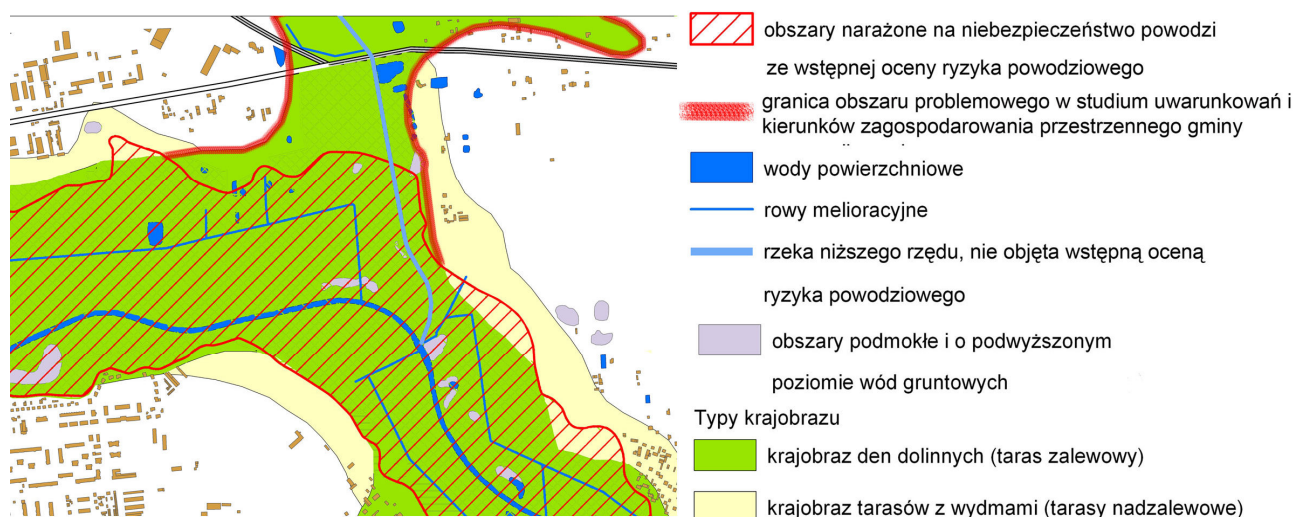 obszary narażone na niebezpieczeństwo powodzi
ze wstępnej oceny ryzyka powodziowego
granica obszaru problemowego w studium uwarunkowań i
kierunków zagospodarowania przestrzennego gminy
wody powierzchniowe
rowy melioracyjne
rzeka niższego rzędu, nie objęta wstępną oceną
ryzyka powodziowego
obszary podmokłe i o podwyższonym
poziomie wód gruntowych
Typy krajobrazu
krajobraz den dolinnych (taras zalewowy)
krajobraz tarasów z wydmami (tarasy nadzalewowe)